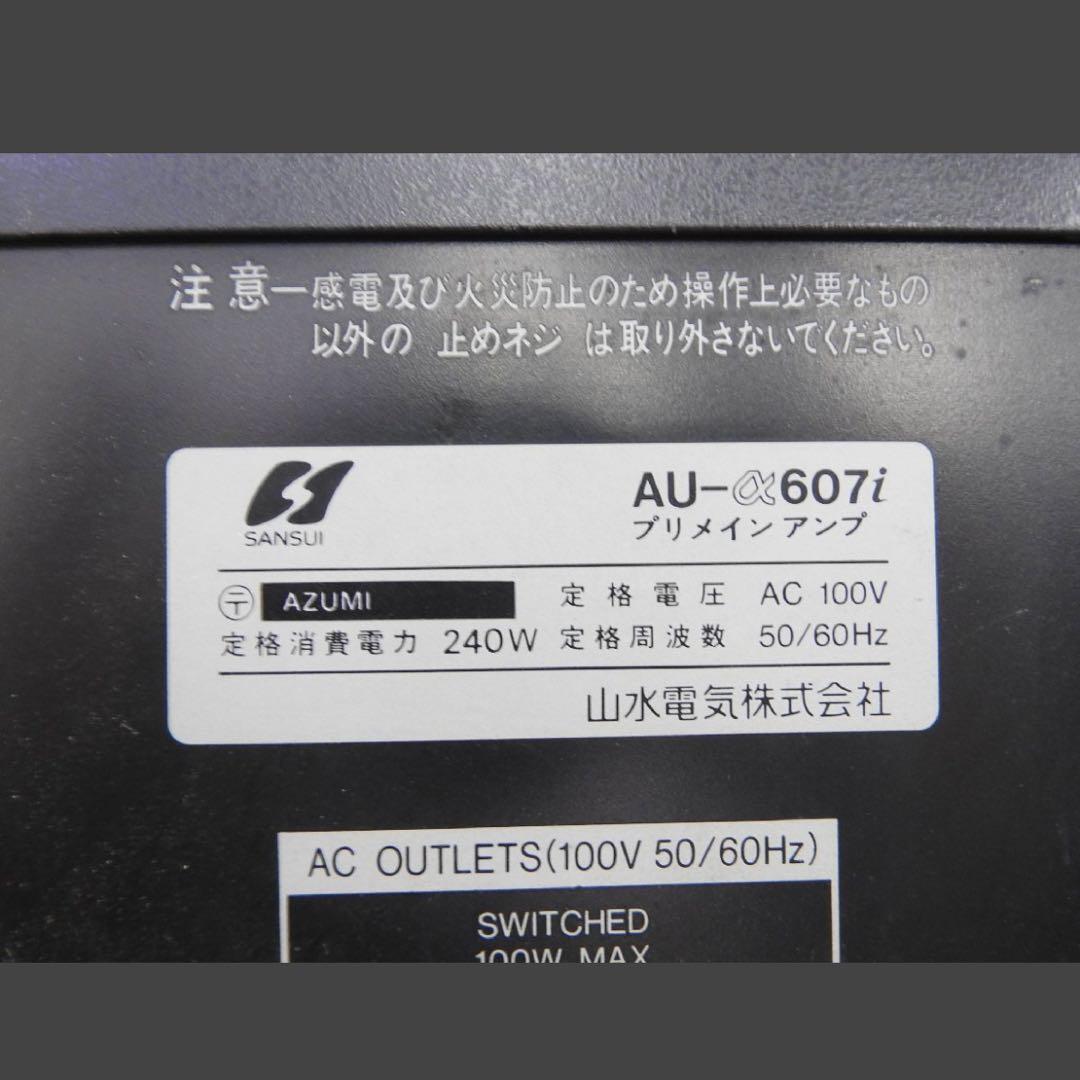 注意ー感電及び火災防止のため操作上必要なもの
以外の 止めネジ は取り外さないでください。
SANSUI
AU-α607i
プリメインアンプ
〒 AZUMI 定格電圧 AC 100V
定格消費電力 240W 定格周波数 50/60Hz
山水電気株式会社
AC OUTLETS(100V 50/60Hz)
SWITCHED
100W MAX